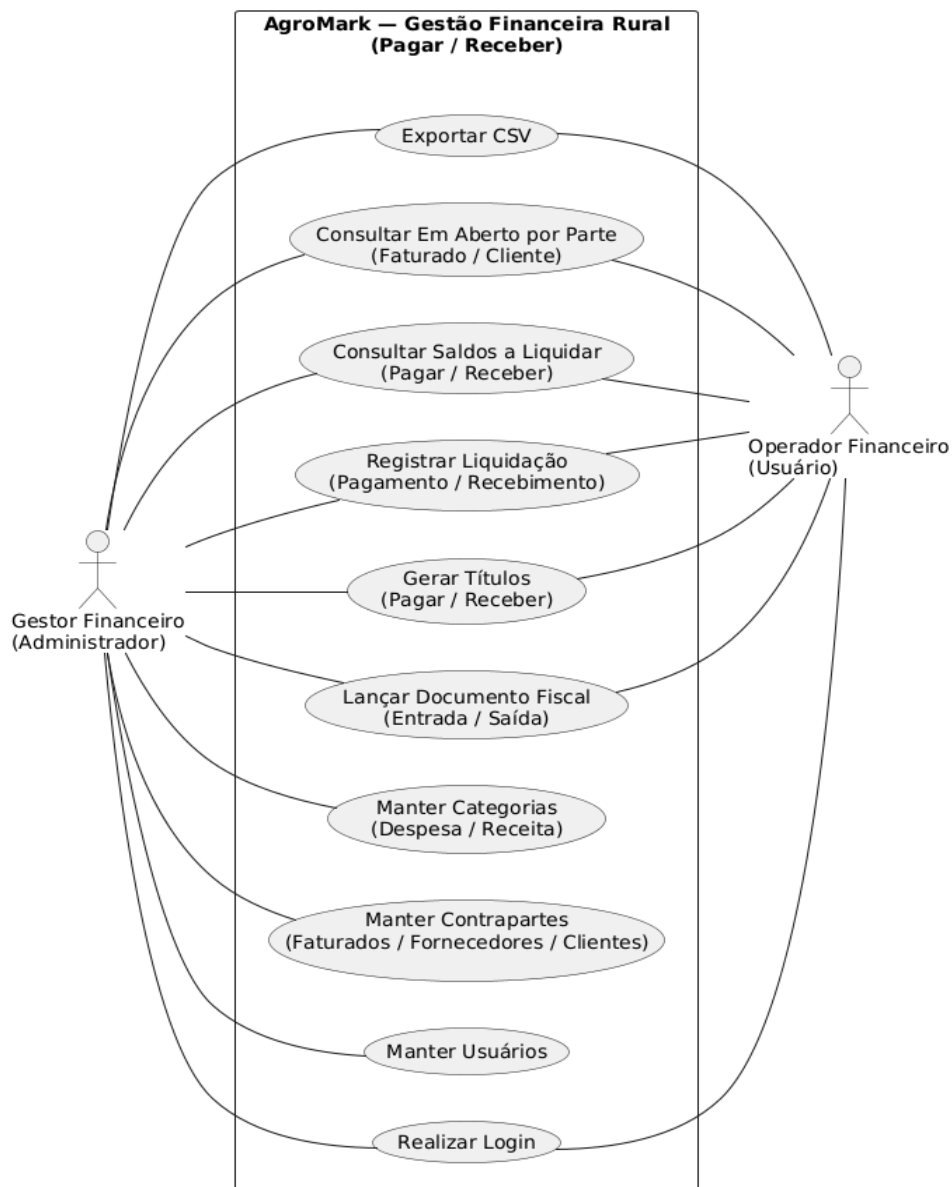 AgroMark — Gestão Financeira Rural
(Pagar / Receber)
Exportar CSV
Consultar Em Aberto por Parte
(Faturado / Cliente)
Consultar Saldos a Liquidar
(Pagar / Receber)
Operador Financeiro
(Usuário)
Registrar Liquidação
(Pagamento / Recebimento)
Gerar Títulos
(Pagar / Receber)
Gestor Financeiro
(Administrador)
Lançar Documento Fiscal
(Entrada / Saída)
Manter Categorias
(Despesa / Receita)
Manter Contrapartes
(Faturados / Fornecedores / Clientes)
Manter Usuários
Realizar Login